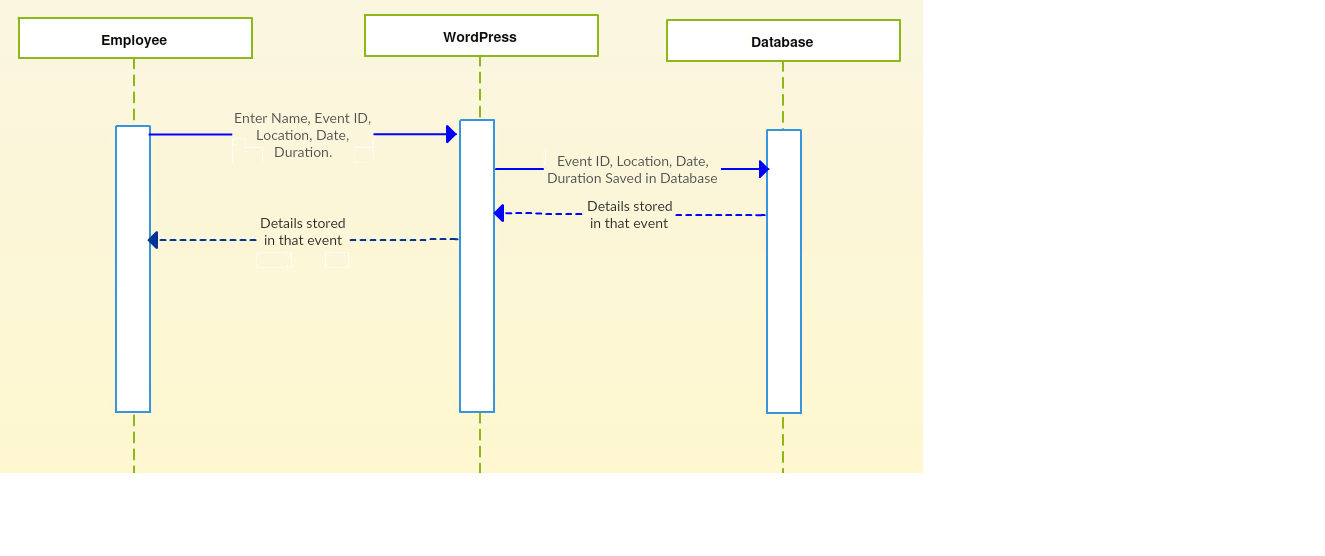 Employee
WordPress
Database
Enter Name, Event ID,
Location, Date,
Duration.
Event ID, Location, Date,
Duration Saved in Database
Details stored
in that event
Details stored
in that event